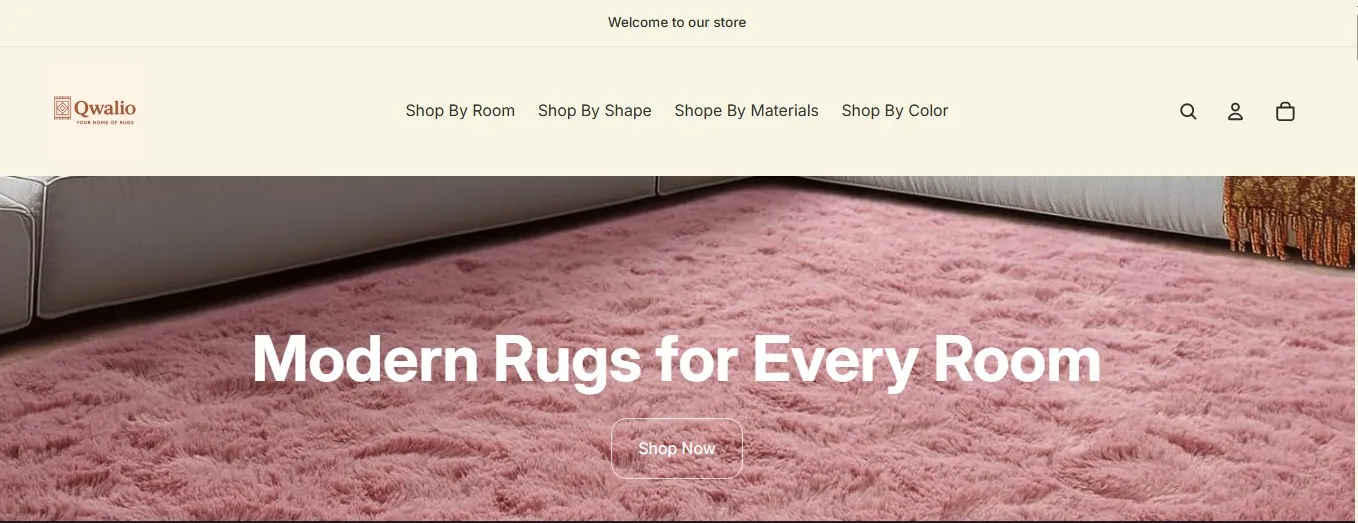 Welcome to our store
Qwalio
YOUR HOME OF RUGS
Shop By Room
Shop By Shape
Shope By Materials
Shop By Color
Modern Rugs for Every Room
Shop Now